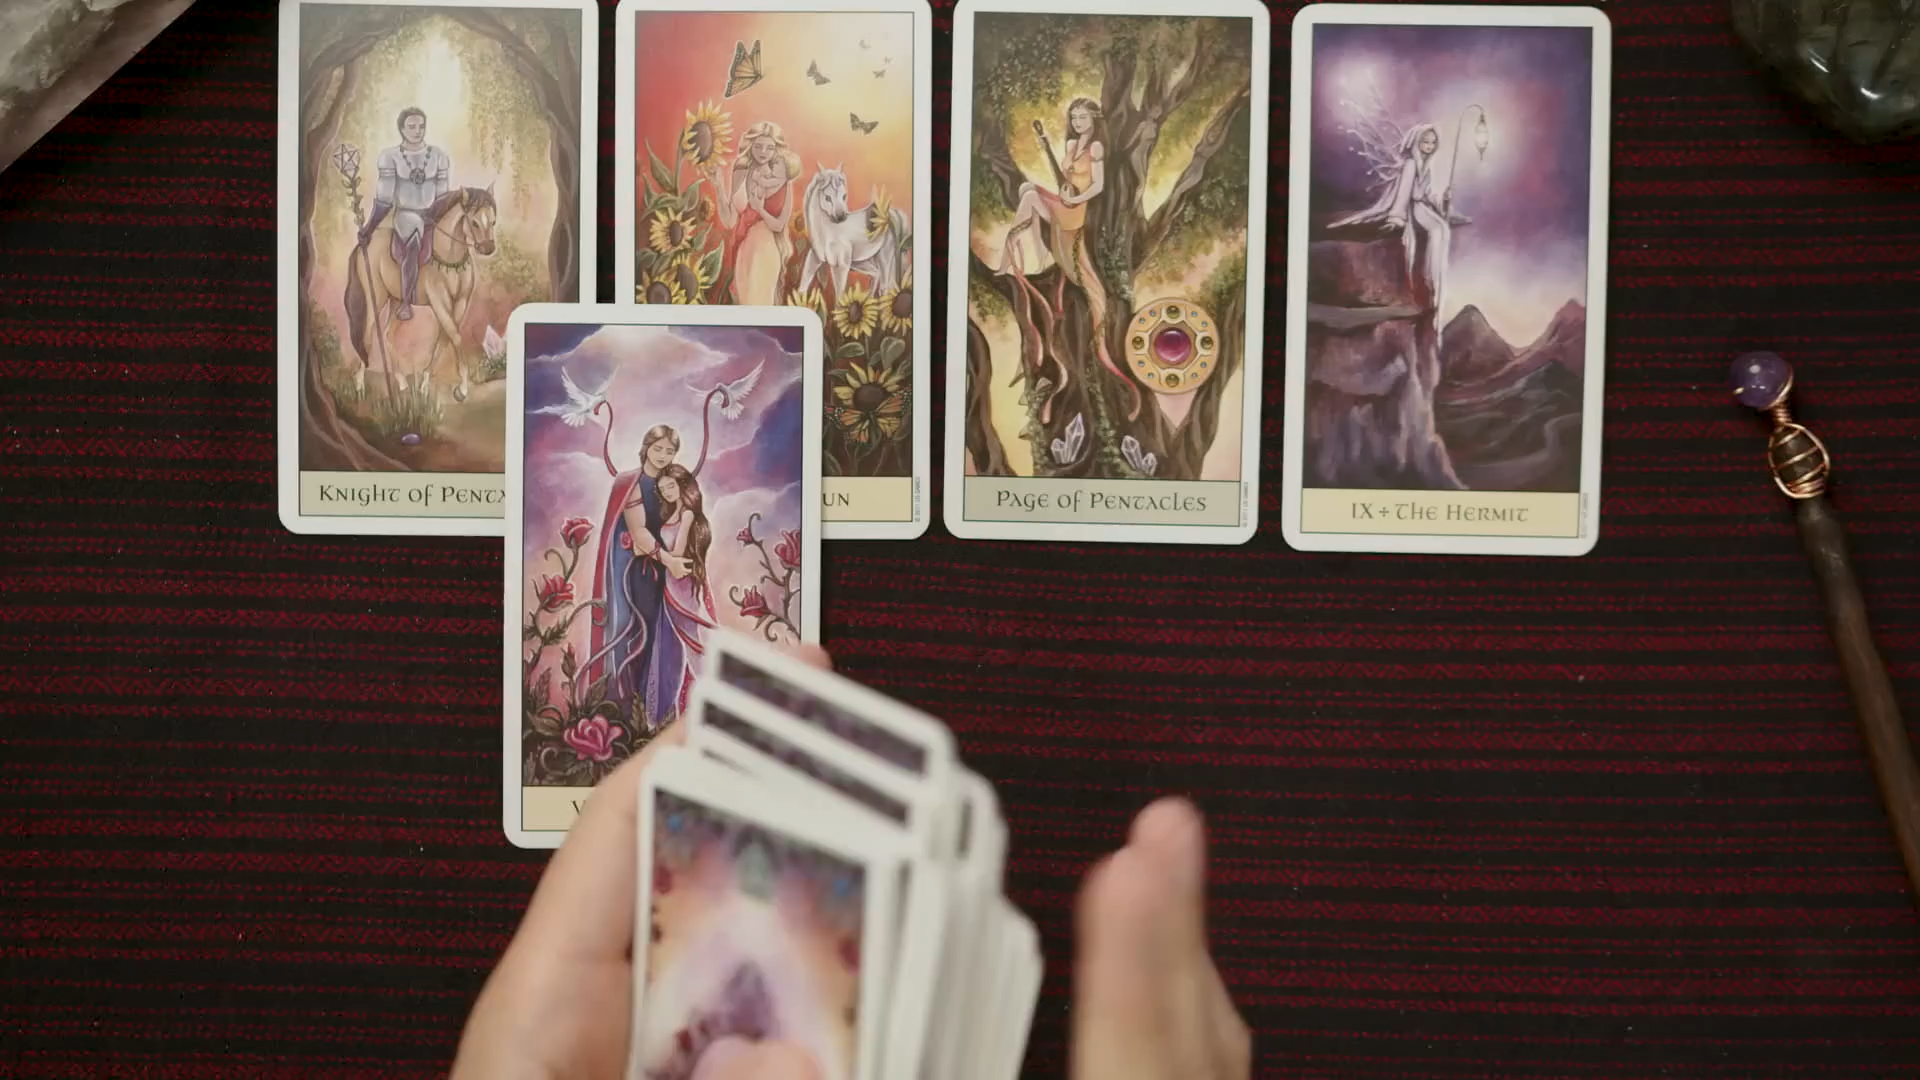 Knight of Penta
un
Page of Pentacles
IX + The Hermit
V